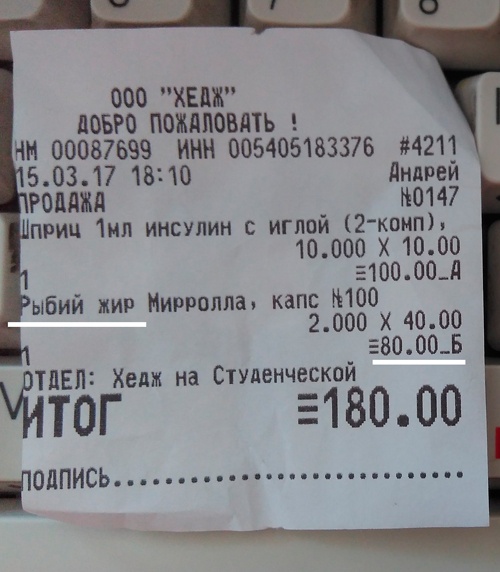 ООО "ХЕДЖ"
ДОБРО ПОЖАЛОВАТЬ !
НМ 00087699 ИНН 005405183376 #4211
15.03.17 18:10 Андрей
ПРОДАЖА №0147
Шприц 1мл инсулин с иглой (2-комп),
10.000 X 10.00
1 ≡100.00_А
Рыбий жир Мирролла, капс №100
2.000 X 40.00
1 ≡80.00_Б
ОТДЕЛ: Хедж на Студенческой
ИТОГ ≡180.00
ПОДПИСЬ................................